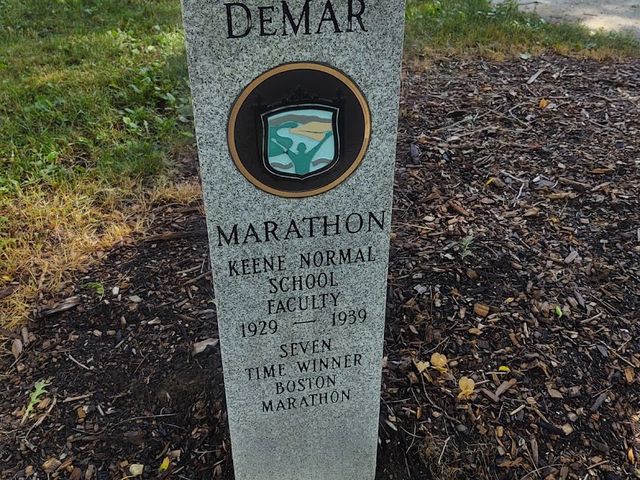 DEMAR
MARATHON
KEENE NORMAL
SCHOOL
FACULTY
1929 — 1939
SEVEN
TIME WINNER
BOSTON
MARATHON